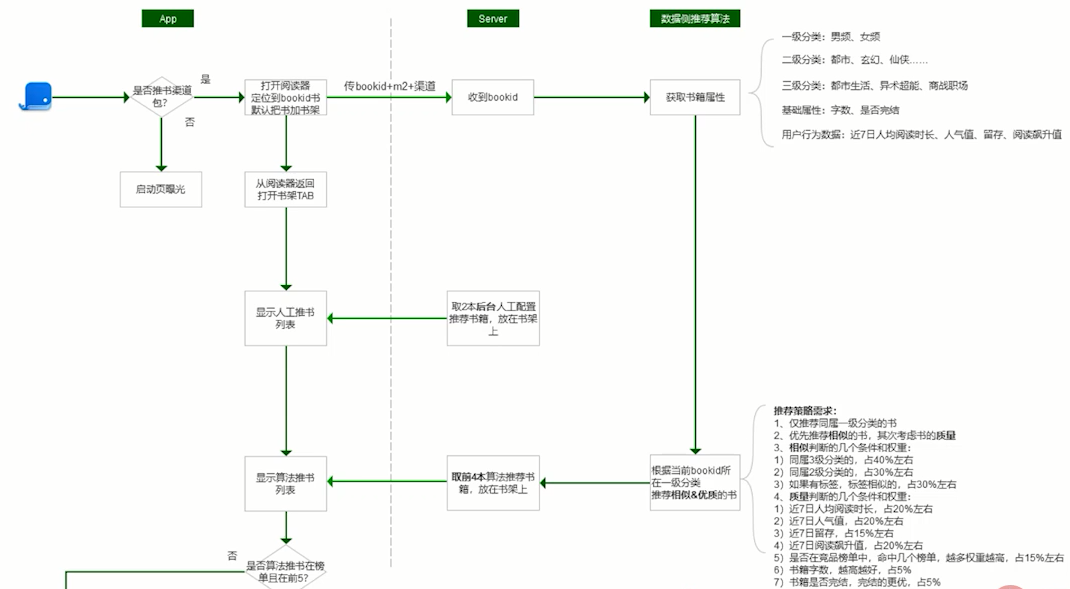 App
Server
数据侧推荐算法
是否推书渠道
包?
是
否
启动页曝光
打开阅读器
定位到bookid书
默认把书加书架
传bookid+m2+渠道
收到bookid
获取书籍属性
一级分类：男频、女频
二级分类：都市、玄幻、仙侠……
三级分类：都市生活、异术超能、商战职场
基础属性：字数、是否完结
用户行为数据：近7日人均阅读时长、人气值、留存、阅读飙升值
从阅读器返回
打开书架TAB
显示人工推书
列表
取2本后台人工配置
推荐书籍，放在书架
上
显示算法推书
列表
取前4本算法推荐书
籍，放在书架上
根据当前bookid所
在一级分类
推荐相似&优质的书
推荐策略需求：
1、仅推荐同属一级分类的书
2、优先推荐相似的书，其次考虑书的质量
3、相似判断的几个条件和权重：
1）同属3级分类的，占40%左右
2）同属2级分类的，占30%左右
3）如果有标签，标签相似的，占30%左右
4、质量判断的几个条件和权重：
1）近7日人均阅读时长，占20%左右
2）近7日人气值，占20%左右
3）近7日留存，占15%左右
4）近7日阅读飙升值，占20%左右
5）是否在竞品榜单中，命中几个榜单，越多权重越高，占15%左右
6）书籍字数，越高越好，占5%
7）书籍是否完结，完结的更优，占5%
否
是否算法推书在榜
单且在前5?